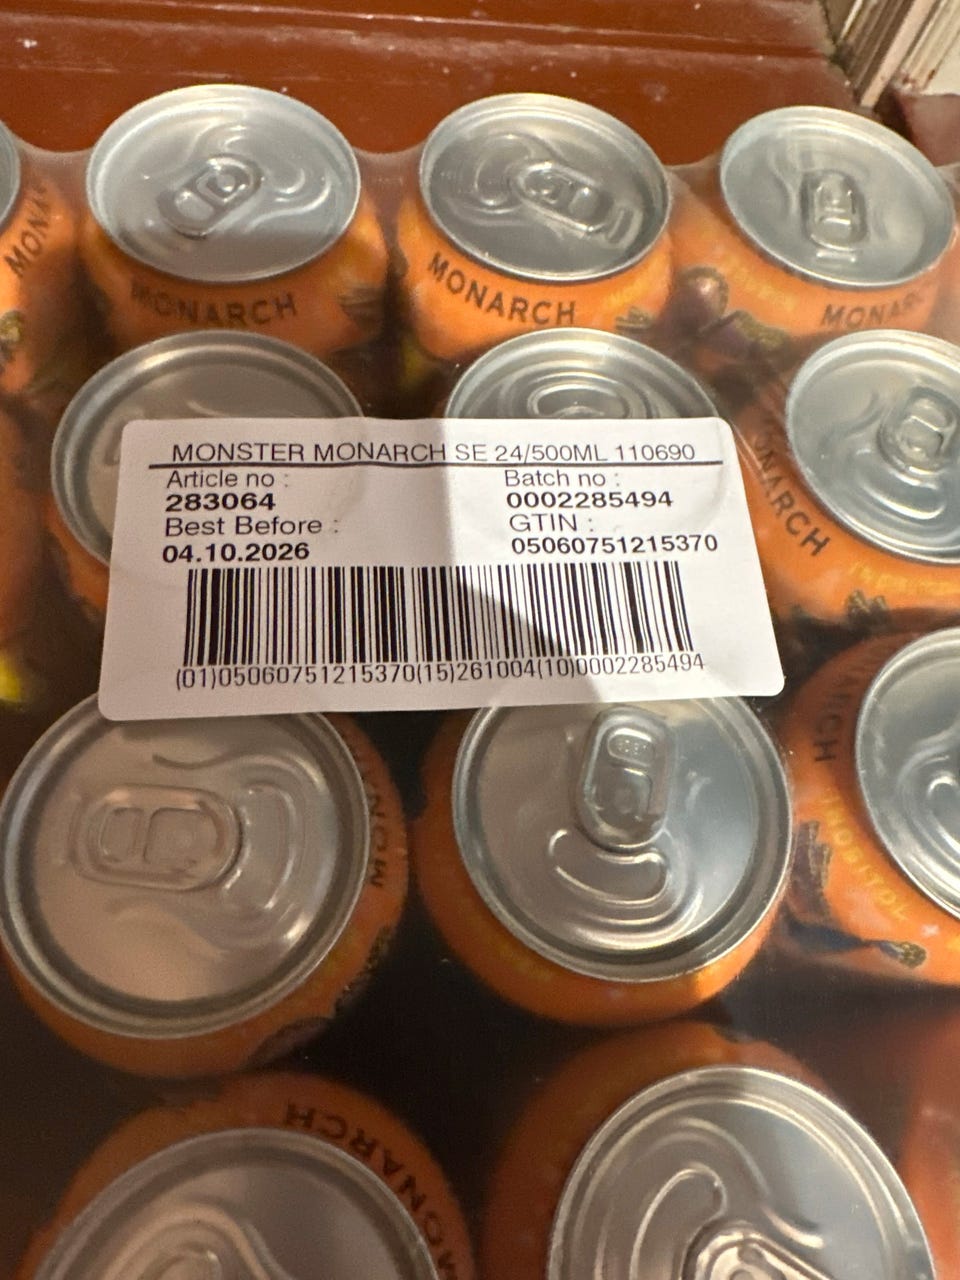 MONARCH
MONARCH
MONARCH
MONARCH
MONSTER MONARCH SE 24/500ML 110690
Article no :
283064
Batch no :
0002285494
Best Before :
04.10.2026
GTIN :
05060751215370
(01)05060751215370(15)261004(10)0002285494
MONARCH
MONARCH